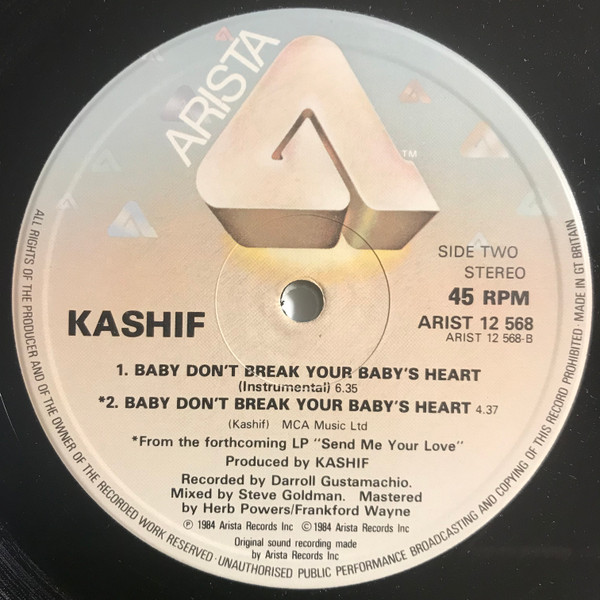 ARISTA
TM
SIDE TWO
STEREO
45 RPM
ARIST 12 568
ARIST 12 568-B
KASHIF
1. BABY DON'T BREAK YOUR BABY'S HEART
(Instrumental) 6.35
*2. BABY DON'T BREAK YOUR BABY'S HEART 4.37
(Kashif) MCA Music Ltd
*From the forthcoming LP "Send Me Your Love"
Produced by KASHIF
Recorded by Darroll Gustamachio.
Mixed by Steve Goldman. Mastered
by Herb Powers/Frankford Wayne
℗ 1984 Arista Records Inc © 1984 Arista Records Inc
Original sound recording made
by Arista Records Inc
ALL RIGHTS OF THE PRODUCER AND OF THE OWNER OF THE RECORDED WORK RESERVED · UNAUTHORISED PUBLIC PERFORMANCE BROADCASTING AND COPYING OF THIS RECORD PROHIBITED · MADE IN GT BRITAIN